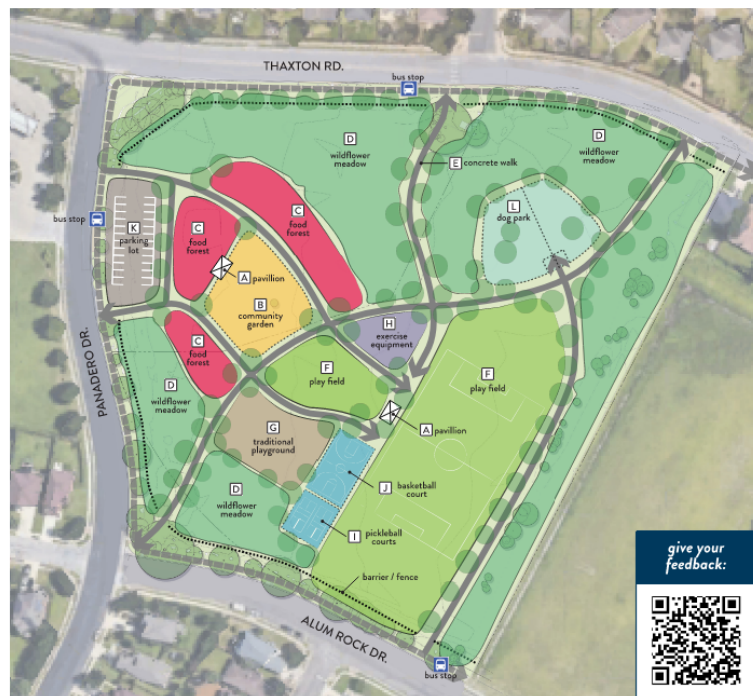 THAXTON RD.
bus stop
D
wildflower
meadow
D
wildflower
meadow
E concrete walk
L
dog park
bus stop
K
parking
lot
C
food
forest
C
food
forest
A pavillion
B
community
garden
H
exercise
equipment
PANADERO DR.
C
food
forest
F
play field
F
play field
D
wildflower
meadow
A pavillion
G
traditional
playground
J basketball
court
D
wildflower
meadow
I pickleball
courts
barrier / fence
ALUM ROCK DR.
bus stop
give your
feedback: